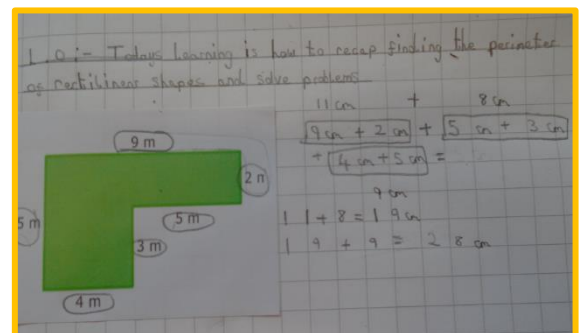 L.O:- Todays Learning is how to recap finding the perimeter
of rectilinear shapes and solve problems
11 cm + 8 cm
9 cm + 2 cm + 5 cm + 3 cm
+ 4 cm + 5 cm =
9 cm
11 + 8 = 19 cm
19 + 9 = 28 cm
9 m
2 m
5 m
5 m
3 m
4 m